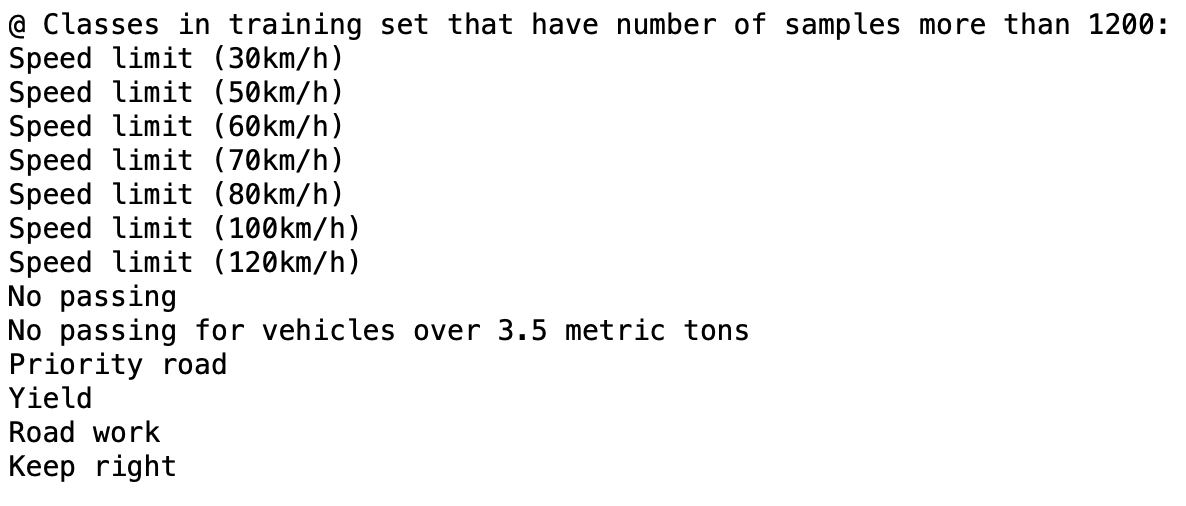 @ Classes in training set that have number of samples more than 1200:
Speed limit (30km/h)
Speed limit (50km/h)
Speed limit (60km/h)
Speed limit (70km/h)
Speed limit (80km/h)
Speed limit (100km/h)
Speed limit (120km/h)
No passing
No passing for vehicles over 3.5 metric tons
Priority road
Yield
Road work
Keep right